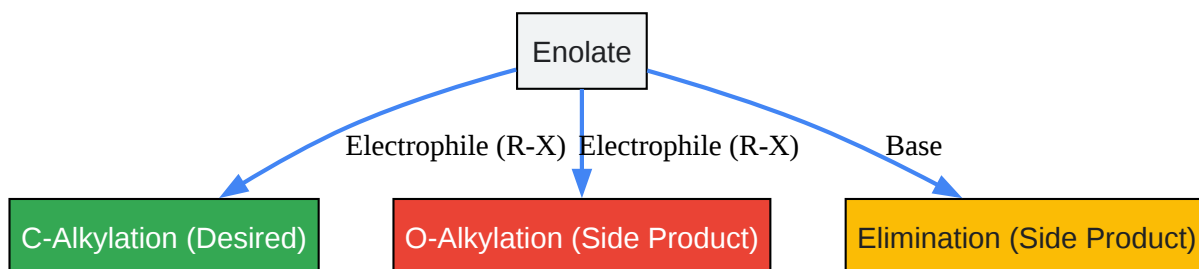 Enolate
Electrophile (R-X)
Electrophile (R-X)
Base
C-Alkylation (Desired)
O-Alkylation (Side Product)
Elimination (Side Product)